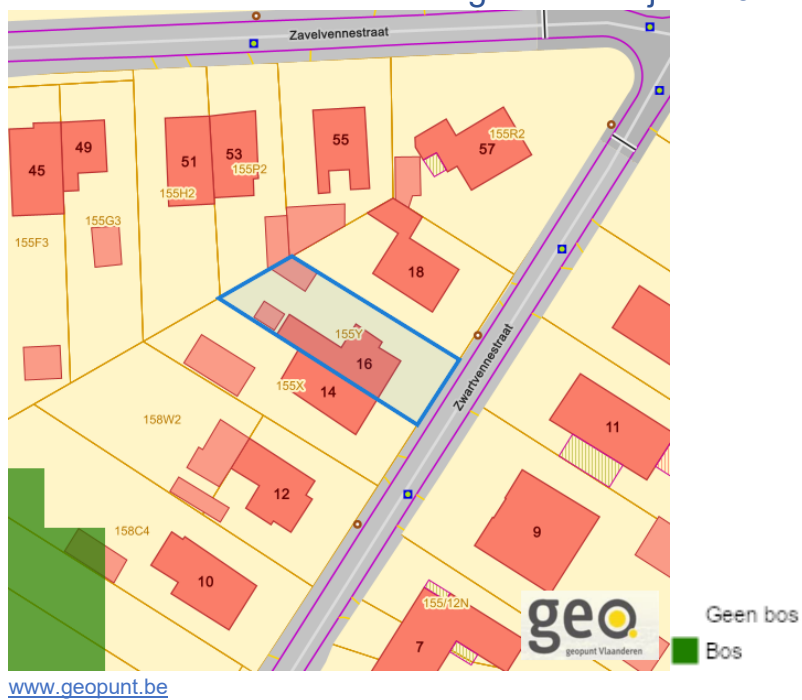 Zavelvennestraat
155R2
49
55
57
53
51
45
155P2
155H2
155G3
155F3
18
155Y
16
Zwartvennestraat
155X
14
158W2
11
12
9
158C4
10
155/12N
geo
geopunt Vlaanderen
7
Geen bos
Bos
www.geopunt.be